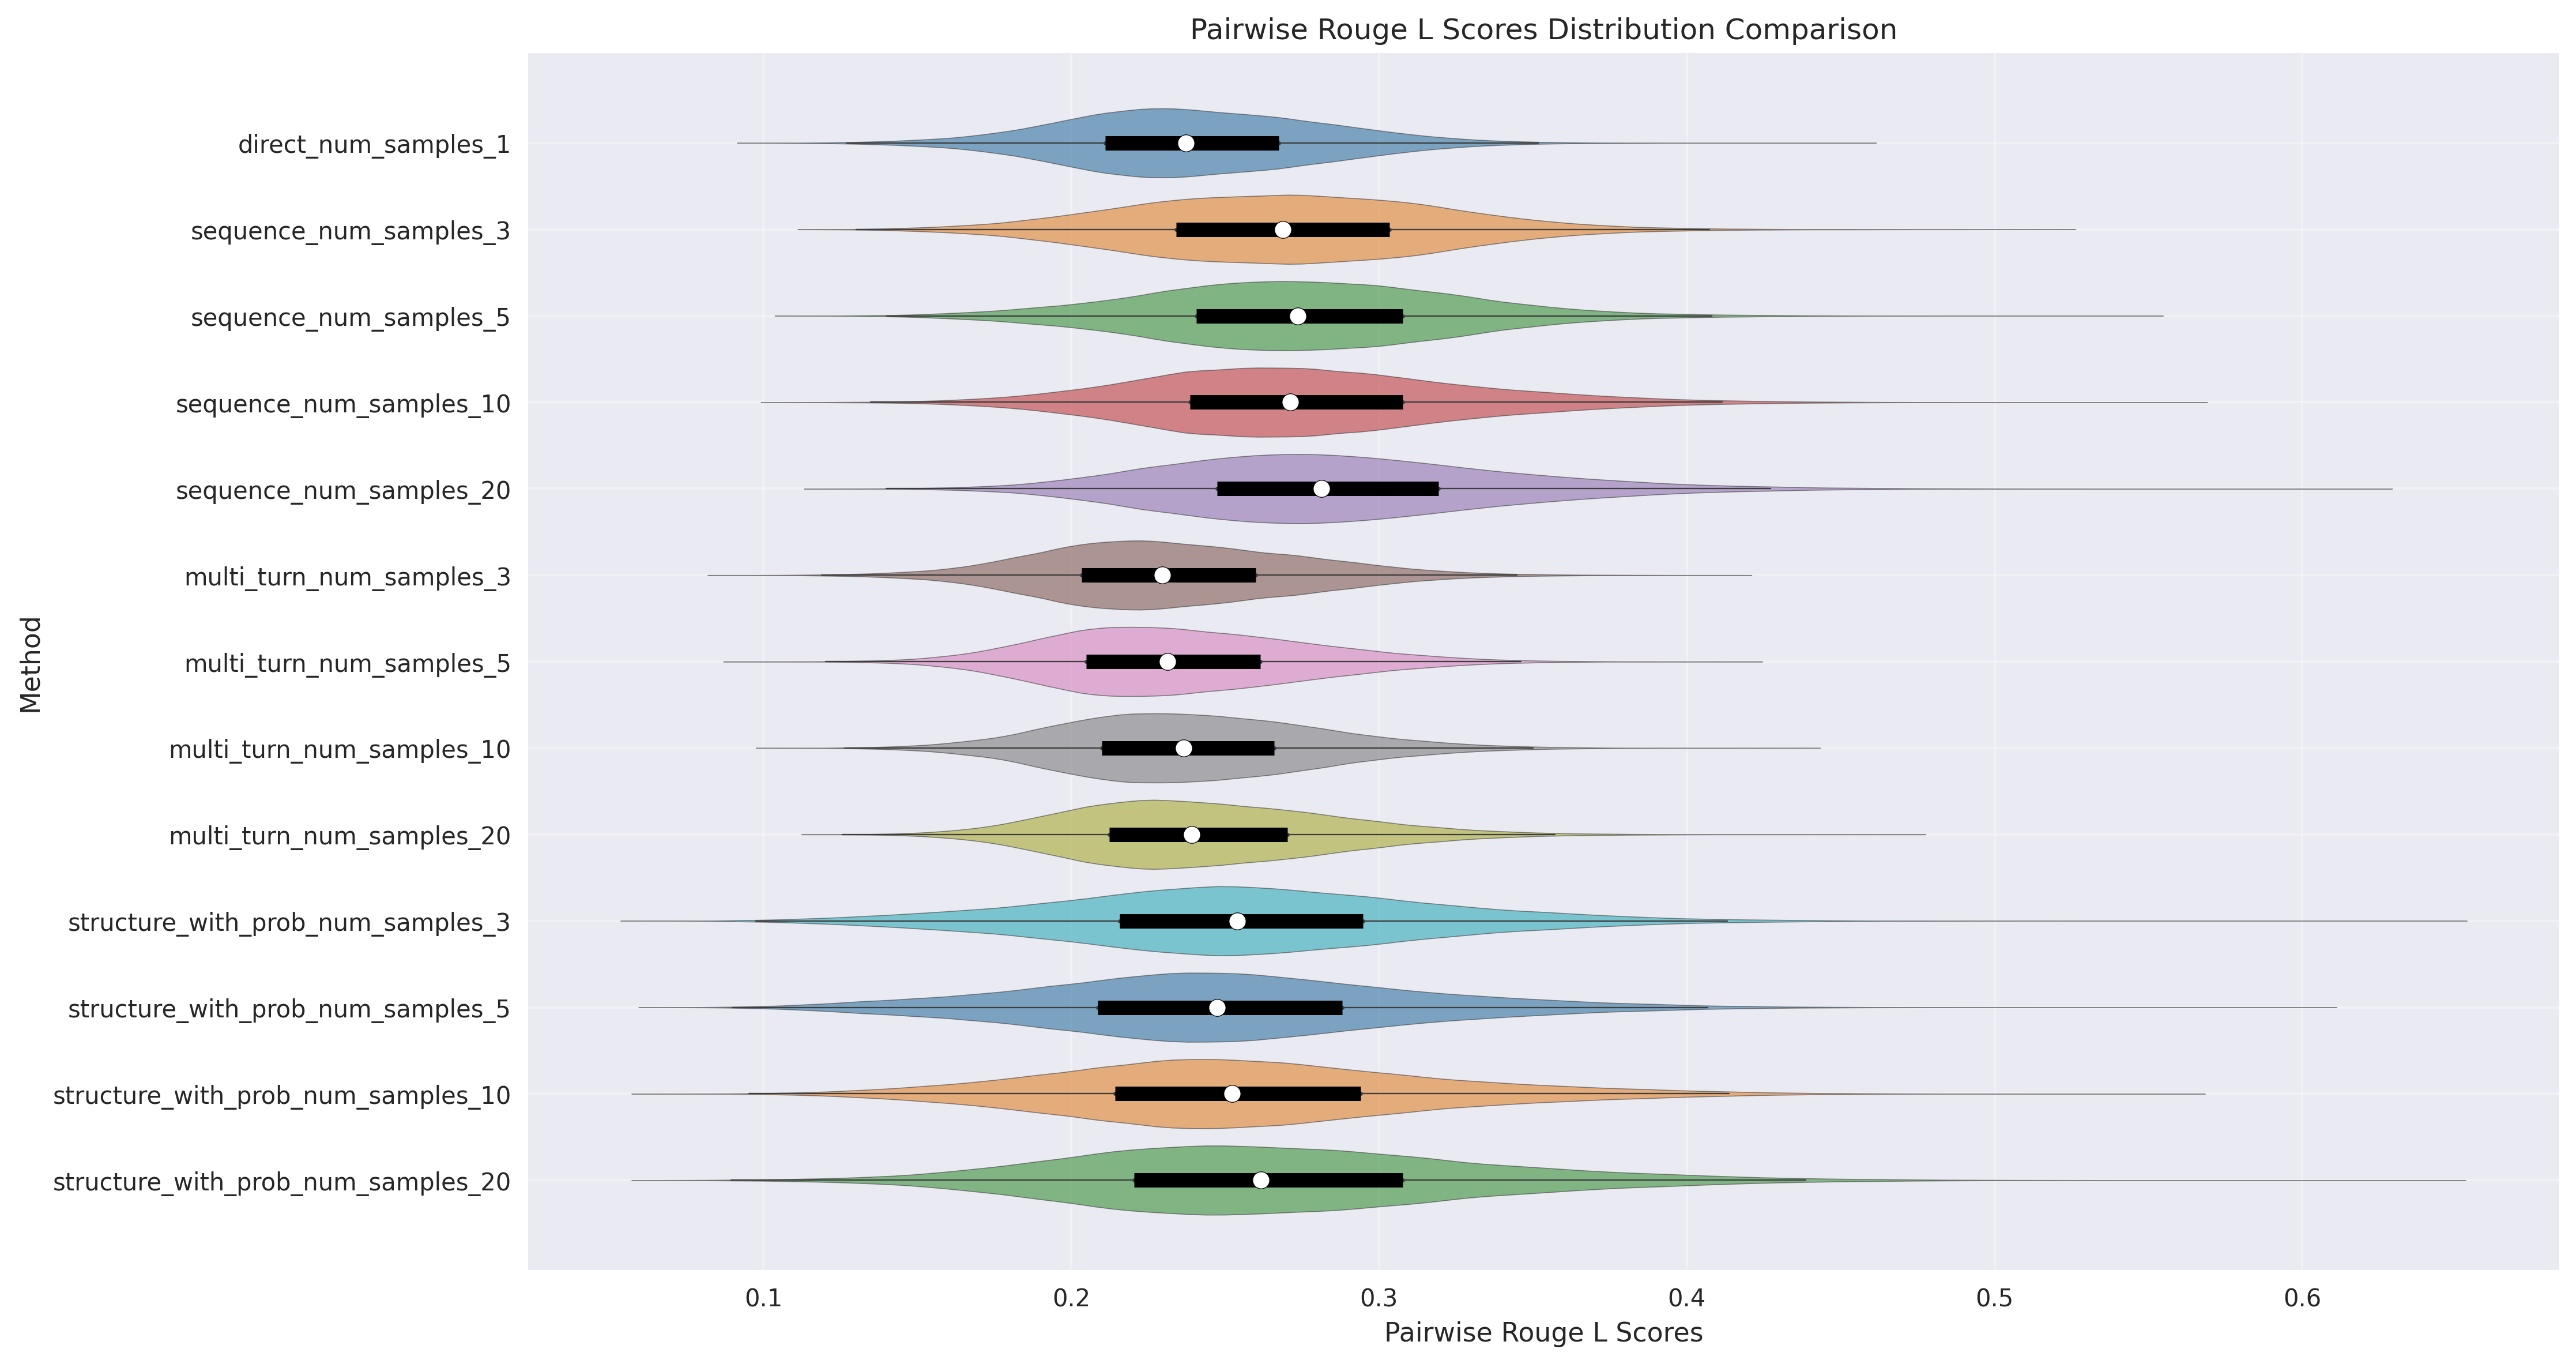 Pairwise Rouge L Scores Distribution Comparison
Method
direct_num_samples_1
sequence_num_samples_3
sequence_num_samples_5
sequence_num_samples_10
sequence_num_samples_20
multi_turn_num_samples_3
multi_turn_num_samples_5
multi_turn_num_samples_10
multi_turn_num_samples_20
structure_with_prob_num_samples_3
structure_with_prob_num_samples_5
structure_with_prob_num_samples_10
structure_with_prob_num_samples_20
0.1 0.2 0.3 0.4 0.5 0.6
Pairwise Rouge L Scores